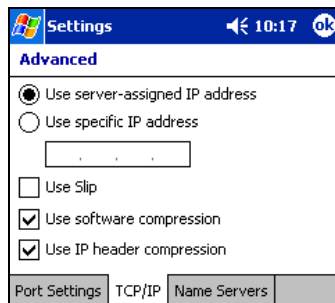 Settings 10:17 ok
Advanced
Use server-assigned IP address
Use specific IP address
. . .
Use Slip
Use software compression
Use IP header compression
Port Settings TCP/IP Name Servers